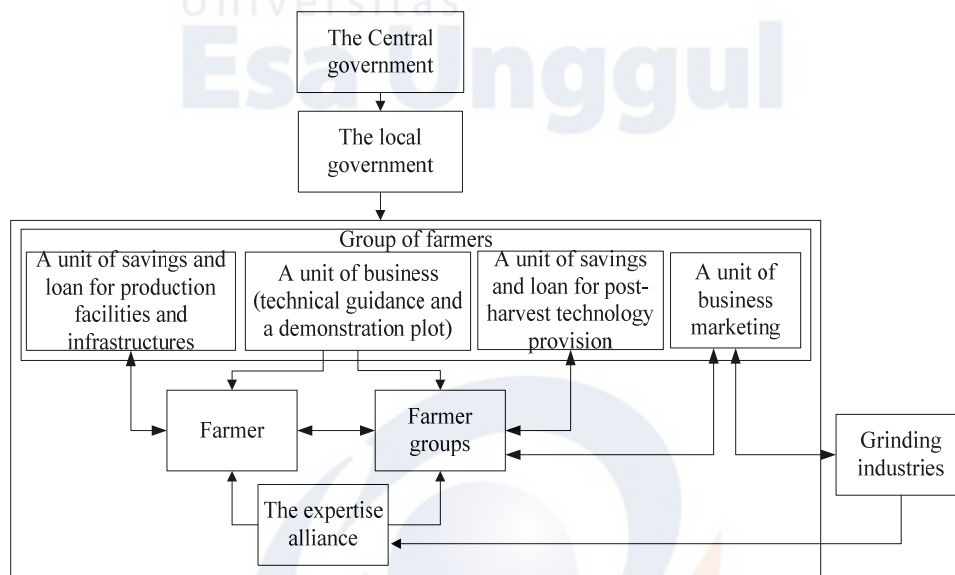 Universitas
Esa Unggul
The Central
government
The local
government
Group of farmers
A unit of savings and
loan for production
facilities and
infrastructures
A unit of business
(technical guidance and
a demonstration plot)
A unit of savings
and loan for post-
harvest technology
provision
A unit of
business
marketing
Farmer
Farmer
groups
Grinding
industries
The expertise
alliance